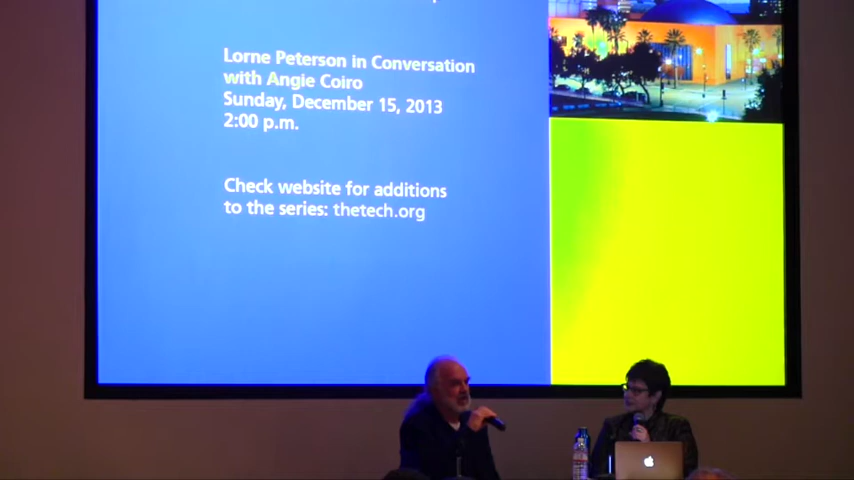 Lorne Peterson in Conversation
with Angie Coiro
Sunday, December 15, 2013
2:00 p.m.
Check website for additions
to the series: thetech.org